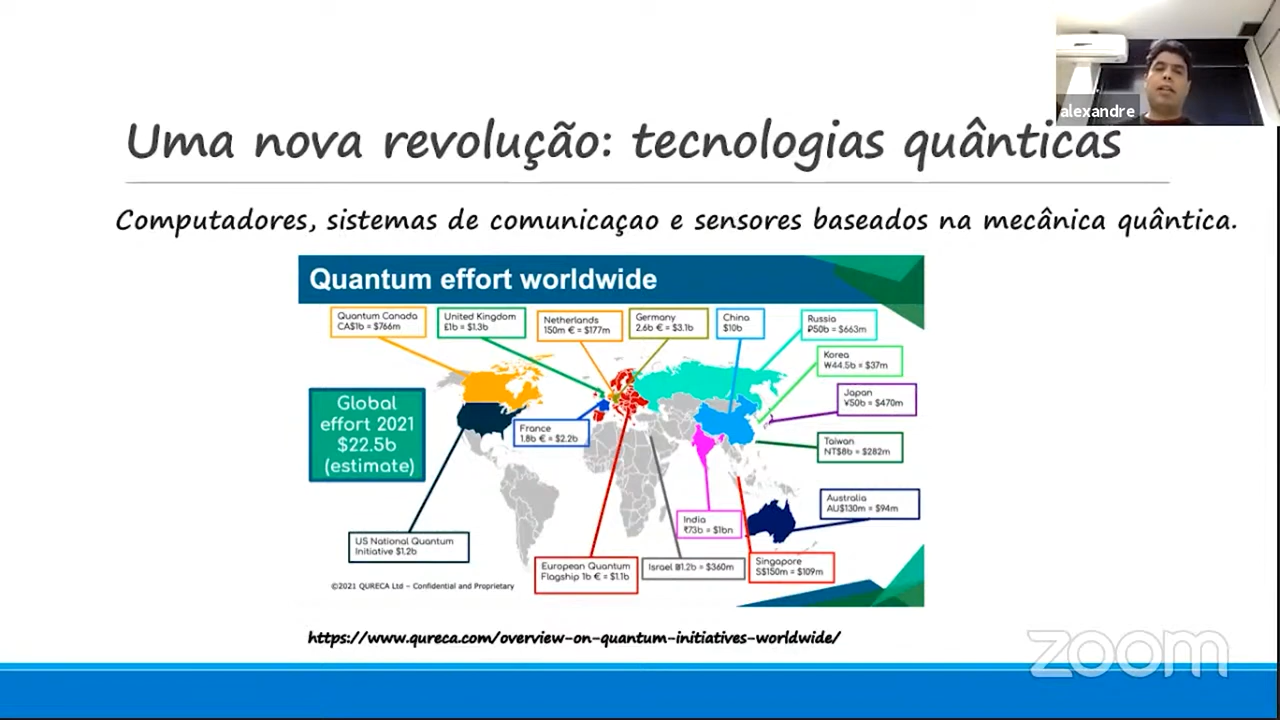 alexandre
Uma nova revolução: tecnologias quânticas
Computadores, sistemas de comunicaçao e sensores baseados na mecânica quântica.
Quantum effort worldwide
Quantum Canada
CA$1b = $766m
United Kingdom
£1b = $1.3b
Netherlands
150m € = $177m
Germany
2.6b € = $3.1b
China
$10b
Russia
₽50b = $663m
Korea
₩44.5b = $37m
Japan
¥50b = $470m
Global
effort 2021
$22.5b
(estimate)
France
1.8b € = $2.2b
Taiwan
NT$8b = $282m
Australia
AU$130m = $94m
India
₹73b = $1bn
US National Quantum
Initiative $1.2b
European Quantum
Flagship 1b € = $1.1b
Israel ₪1.2b = $360m
Singapore
S$150m = $109m
©2021 QURECA Ltd – Confidential and Proprietary
https://www.qureca.com/overview-on-quantum-initiatives-worldwide/
zoom